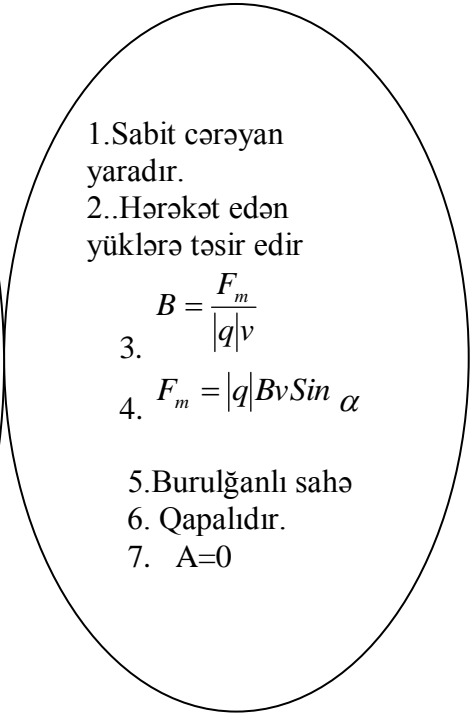 1.Sabit cərəyan
yaradır.
2..Hərəkət edən
yüklərə təsir edir
3. B = F_m / |q|v
4. F_m = |q|BvSin α
5.Burulğanlı sahə
6. Qapalıdır.
7. A=0